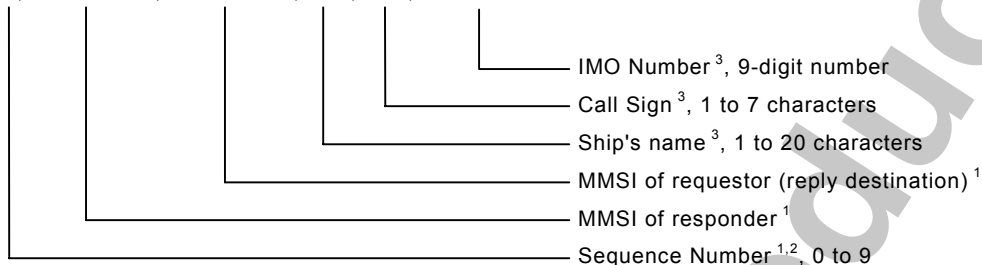 IMO Number ³, 9-digit number
Call Sign ³, 1 to 7 characters
Ship's name ³, 1 to 20 characters
MMSI of requestor (reply destination) ¹
MMSI of responder ¹
Sequence Number ¹,², 0 to 9